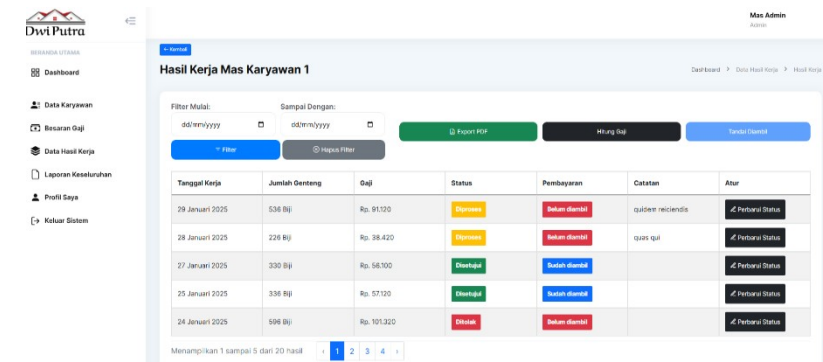 DwiPutra
Mas Admin
Admin
BERANDA UTAMA
Dashboard
Data Karyawan
Besaran Gaji
Data Hasil Kerja
Laporan Keseluruhan
Profil Saya
Keluar Sistem
← Kembali
Hasil Kerja Mas Karyawan 1
Dashboard > Data Hasil Kerja > Hasil Kerja
Filter Mulai: Sampai Dengan:
dd/mm/yyyy dd/mm/yyyy
Export PDF Hitung Gaji Tandai Diambil
Filter Hapus Filter
Tanggal Kerja Jumlah Genteng Gaji Status Pembayaran Catatan Atur
29 Januari 2025 536 Biji Rp. 91.120 Diproses Belum diambil quidem reiciendis Perbarui Status
28 Januari 2025 226 Biji Rp. 38.420 Diproses Belum diambil quas qui Perbarui Status
27 Januari 2025 330 Biji Rp. 56.100 Disetujui Sudah diambil Perbarui Status
25 Januari 2025 336 Biji Rp. 57.120 Disetujui Sudah diambil Perbarui Status
24 Januari 2025 596 Biji Rp. 101.320 Ditolak Belum diambil Perbarui Status
Menampilkan 1 sampai 5 dari 20 hasil ‹ 1 2 3 4 ›